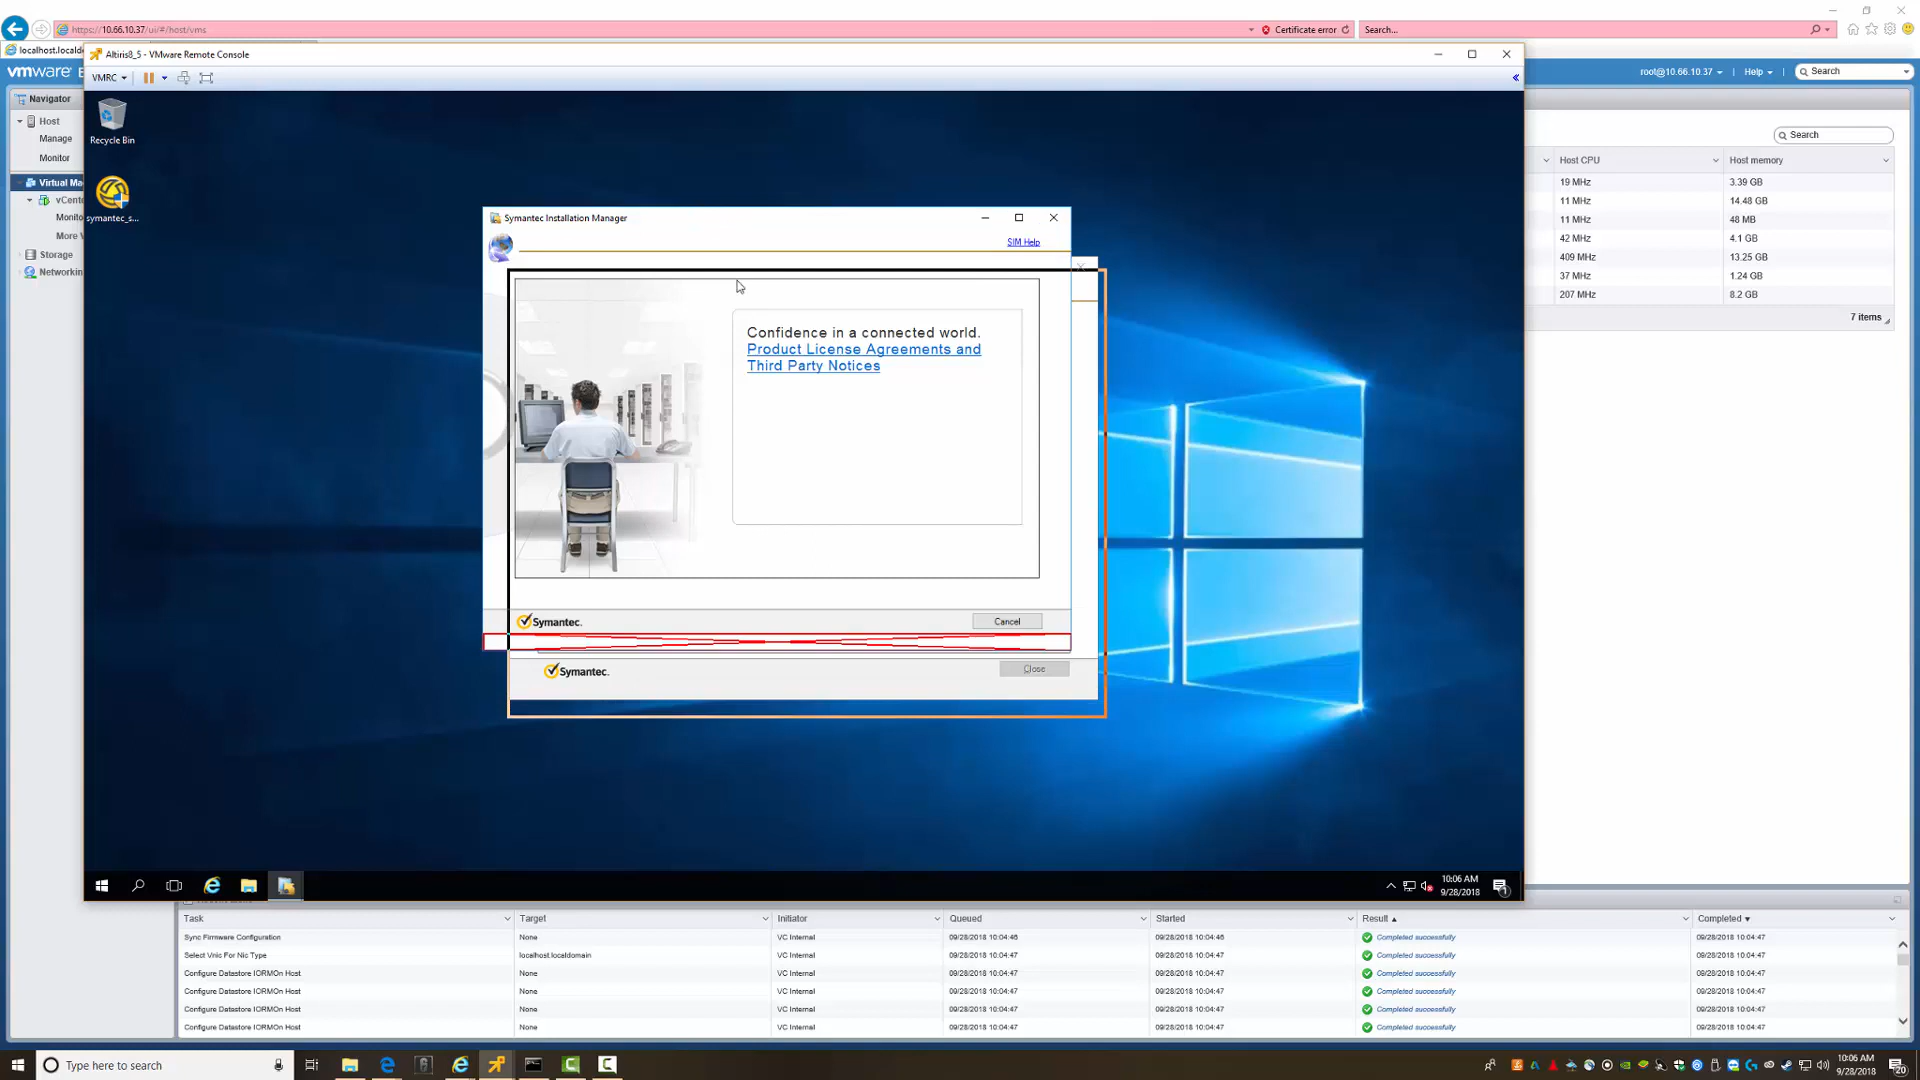 https://10.66.10.37/ui/#/host/vms
Certificate error
Search...
localhost.localdo
Altiris8_5 - VMware Remote Console
vmware
root@10.66.10.37
Help
Search
VMRC
Navigator
Host
Manage
Monitor
Virtual Ma
vCente
Monito
More V
Storage
Networkin
Recycle Bin
symantec_s...
Search
Host CPU
Host memory
19 MHz
3.39 GB
11 MHz
14.48 GB
11 MHz
48 MB
42 MHz
4.1 GB
409 MHz
13.25 GB
37 MHz
1.24 GB
207 MHz
8.2 GB
7 items
Symantec Installation Manager
SIM Help
Confidence in a connected world.
Product License Agreements and
Third Party Notices
Symantec.
Cancel
Symantec.
Close
10:06 AM
9/28/2018
Task
Target
Initiator
Queued
Started
Result
Completed
Sync Firmware Configuration
None
VC Internal
09/28/2018 10:04:46
09/28/2018 10:04:46
Completed successfully
09/28/2018 10:04:47
Select Vnic For Nic Type
localhost.localdomain
VC Internal
09/28/2018 10:04:47
09/28/2018 10:04:47
Completed successfully
09/28/2018 10:04:47
Configure Datastore IORMOn Host
None
VC Internal
09/28/2018 10:04:47
09/28/2018 10:04:47
Completed successfully
09/28/2018 10:04:47
Configure Datastore IORMOn Host
None
VC Internal
09/28/2018 10:04:47
09/28/2018 10:04:47
Completed successfully
09/28/2018 10:04:47
Configure Datastore IORMOn Host
None
VC Internal
09/28/2018 10:04:47
09/28/2018 10:04:47
Completed successfully
09/28/2018 10:04:47
Configure Datastore IORMOn Host
None
VC Internal
09/28/2018 10:04:47
09/28/2018 10:04:47
Completed successfully
09/28/2018 10:04:47
Type here to search
10:06 AM
9/28/2018
20